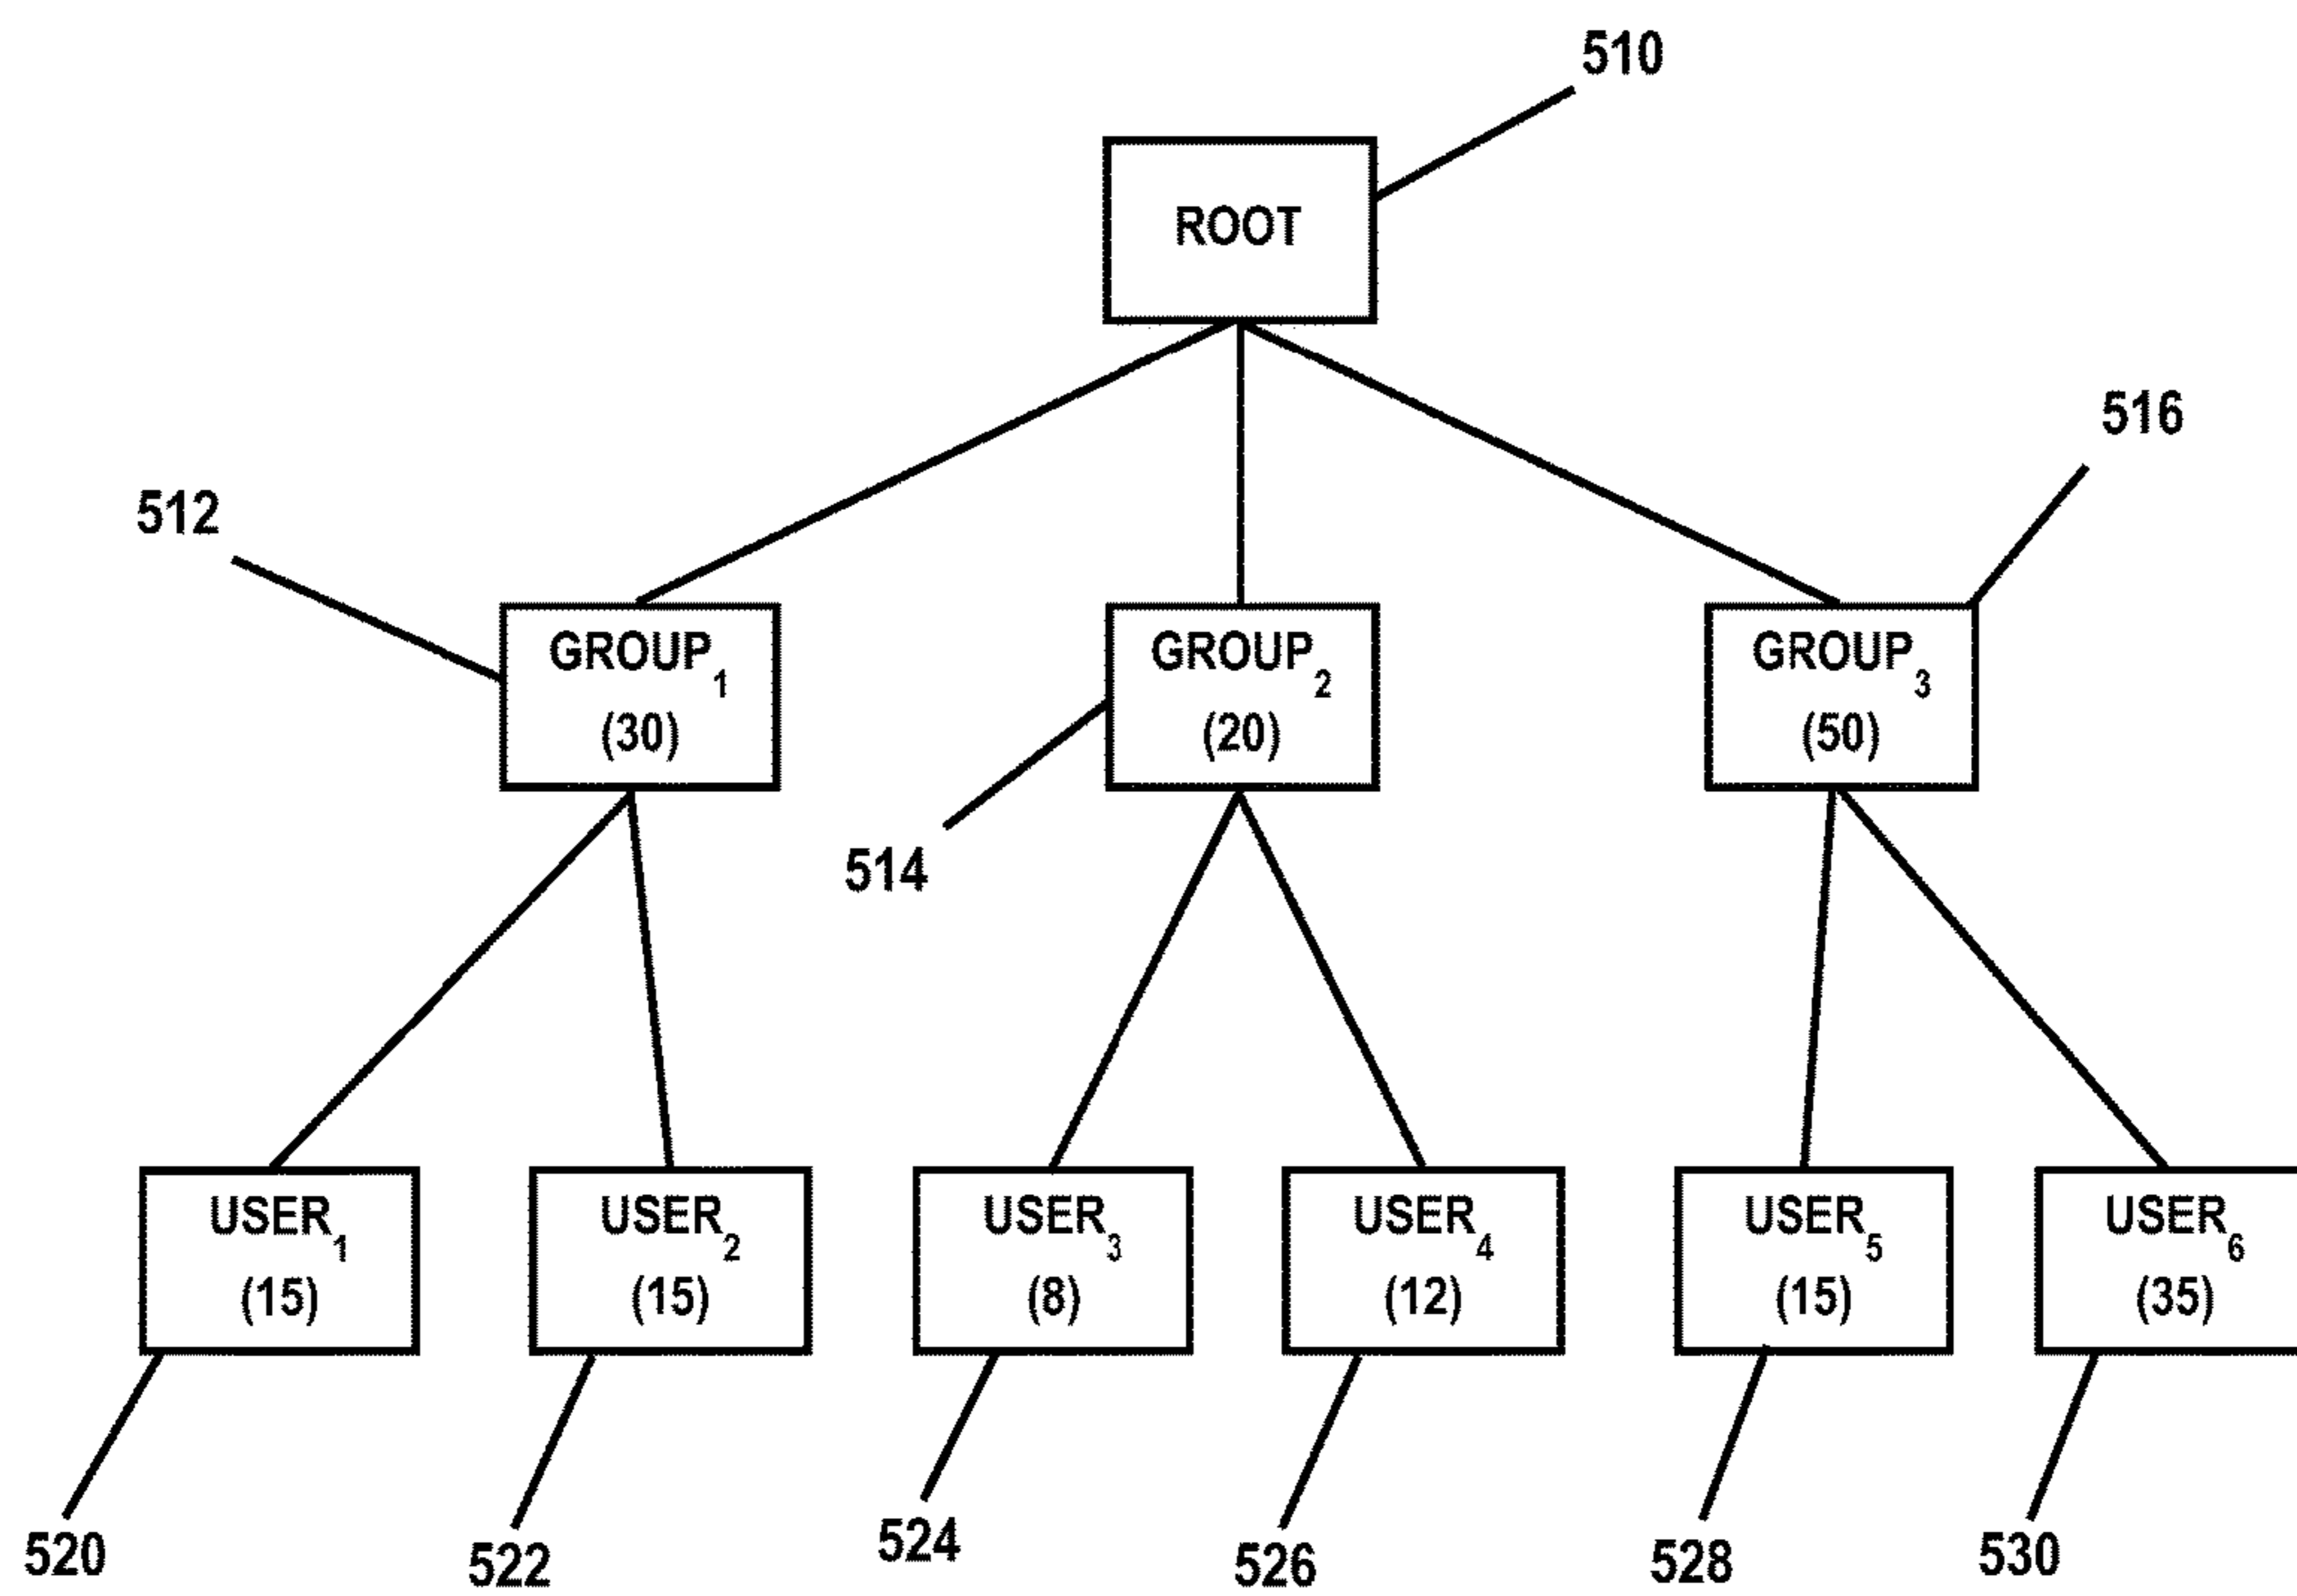 510
ROOT
516
512
GROUP1
(30)
GROUP2
(20)
GROUP3
(50)
514
USER1
(15)
USER2
(15)
USER3
(8)
USER4
(12)
USER5
(15)
USER6
(35)
520
522
524
526
528
530